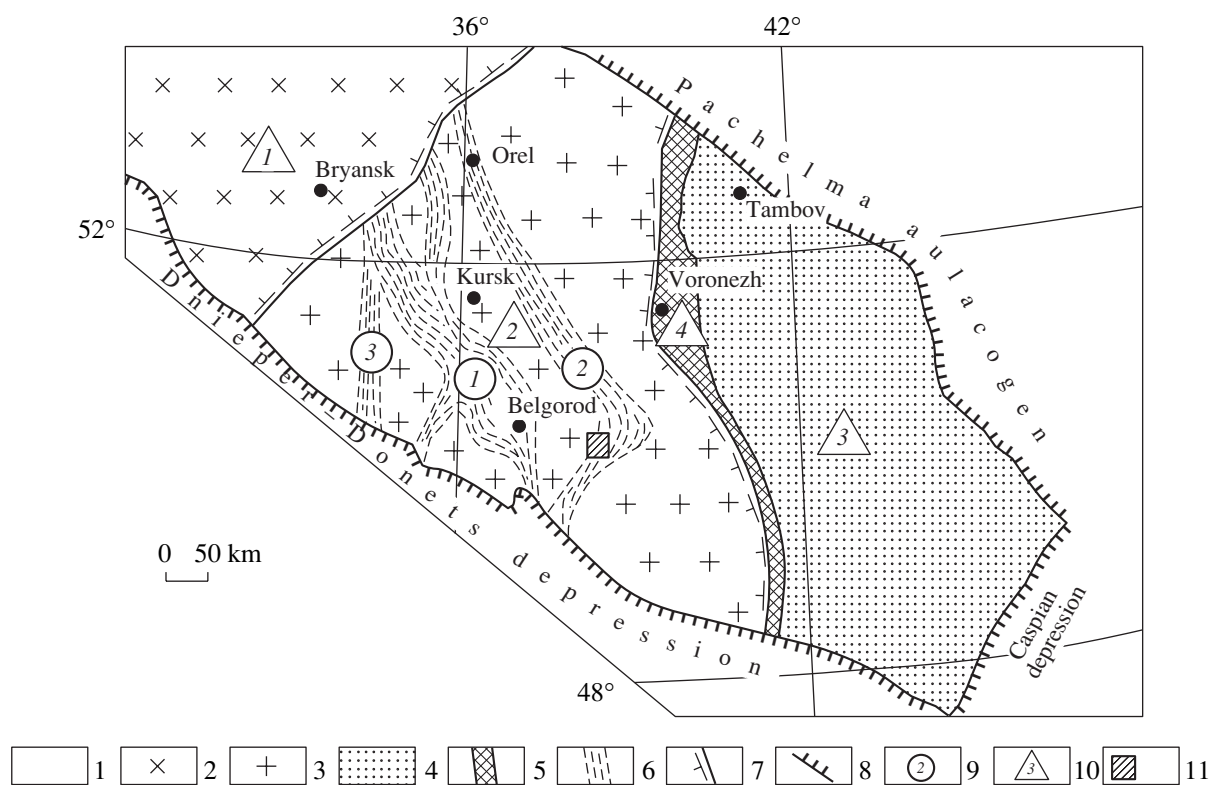 36° 42°
Pachelma aulacogen
1
Bryansk
Orel
Tambov
52°
Kursk
Voronezh
2
4
3
1
2
Belgorod
3
Dnieper–Donets depression
0 50 km
Caspian
depression
48°
1 2 3 4 5 6 7 8 2 9 3 10 11